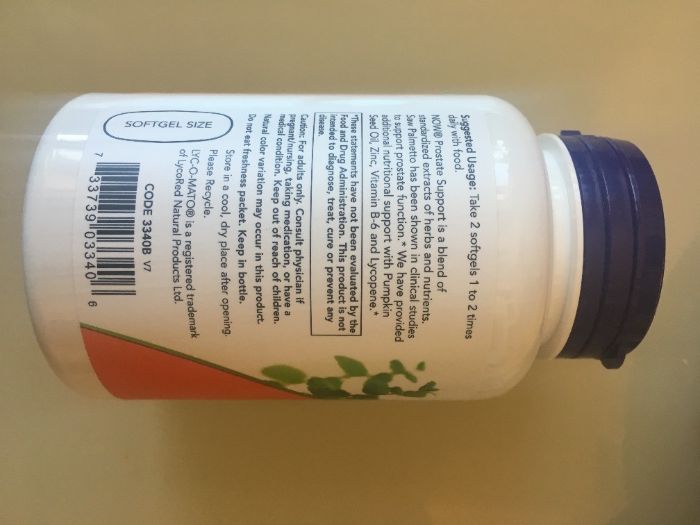 Suggested Usage: Take 2 softgels 1 to 2 times
daily with food.
NOW® Prostate Support is a blend of
standardized extracts of herbs and nutrients.
Saw Palmetto has been shown in clinical studies
to support prostate function.* We have provided
additional nutritional support with Pumpkin
Seed Oil, Zinc, Vitamin B-6 and Lycopene.*
*These statements have not been evaluated by the
Food and Drug Administration. This product is not
intended to diagnose, treat, cure or prevent any
disease.
Caution: For adults only. Consult physician if
pregnant/nursing, taking medication, or have a
medical condition. Keep out of reach of children.
Natural color variation may occur in this product.
Do not eat freshness packet. Keep in bottle.
Store in a cool, dry place after opening.
Please Recycle.
LYC-O-MATO® is a registered trademark
of LycoRed Natural Products Ltd.
CODE 3340B V7
7 33739 03340 6
SOFTGEL SIZE